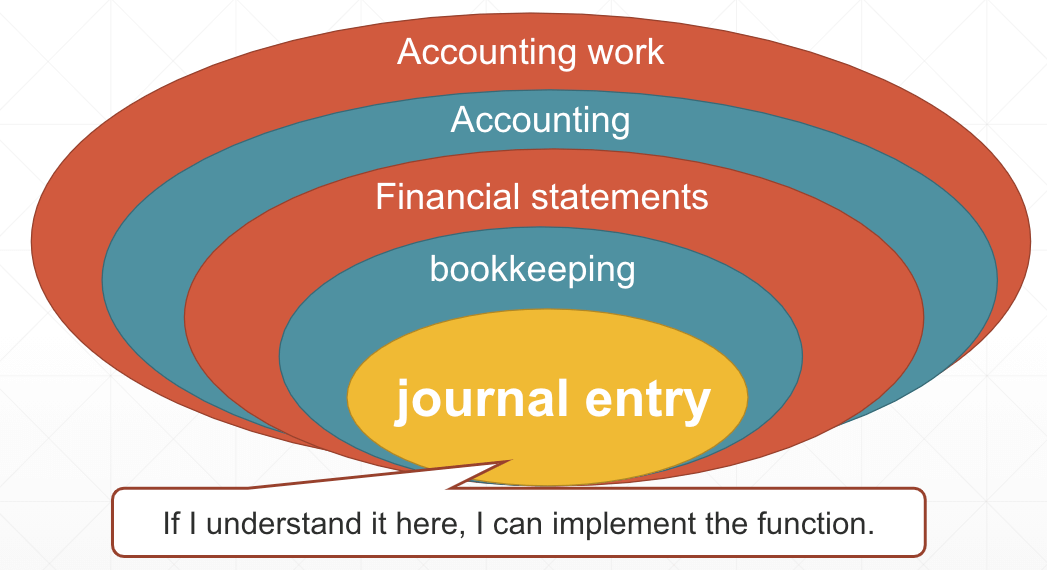 Accounting work
Accounting
Financial statements
bookkeeping
journal entry
If I understand it here, I can implement the function.